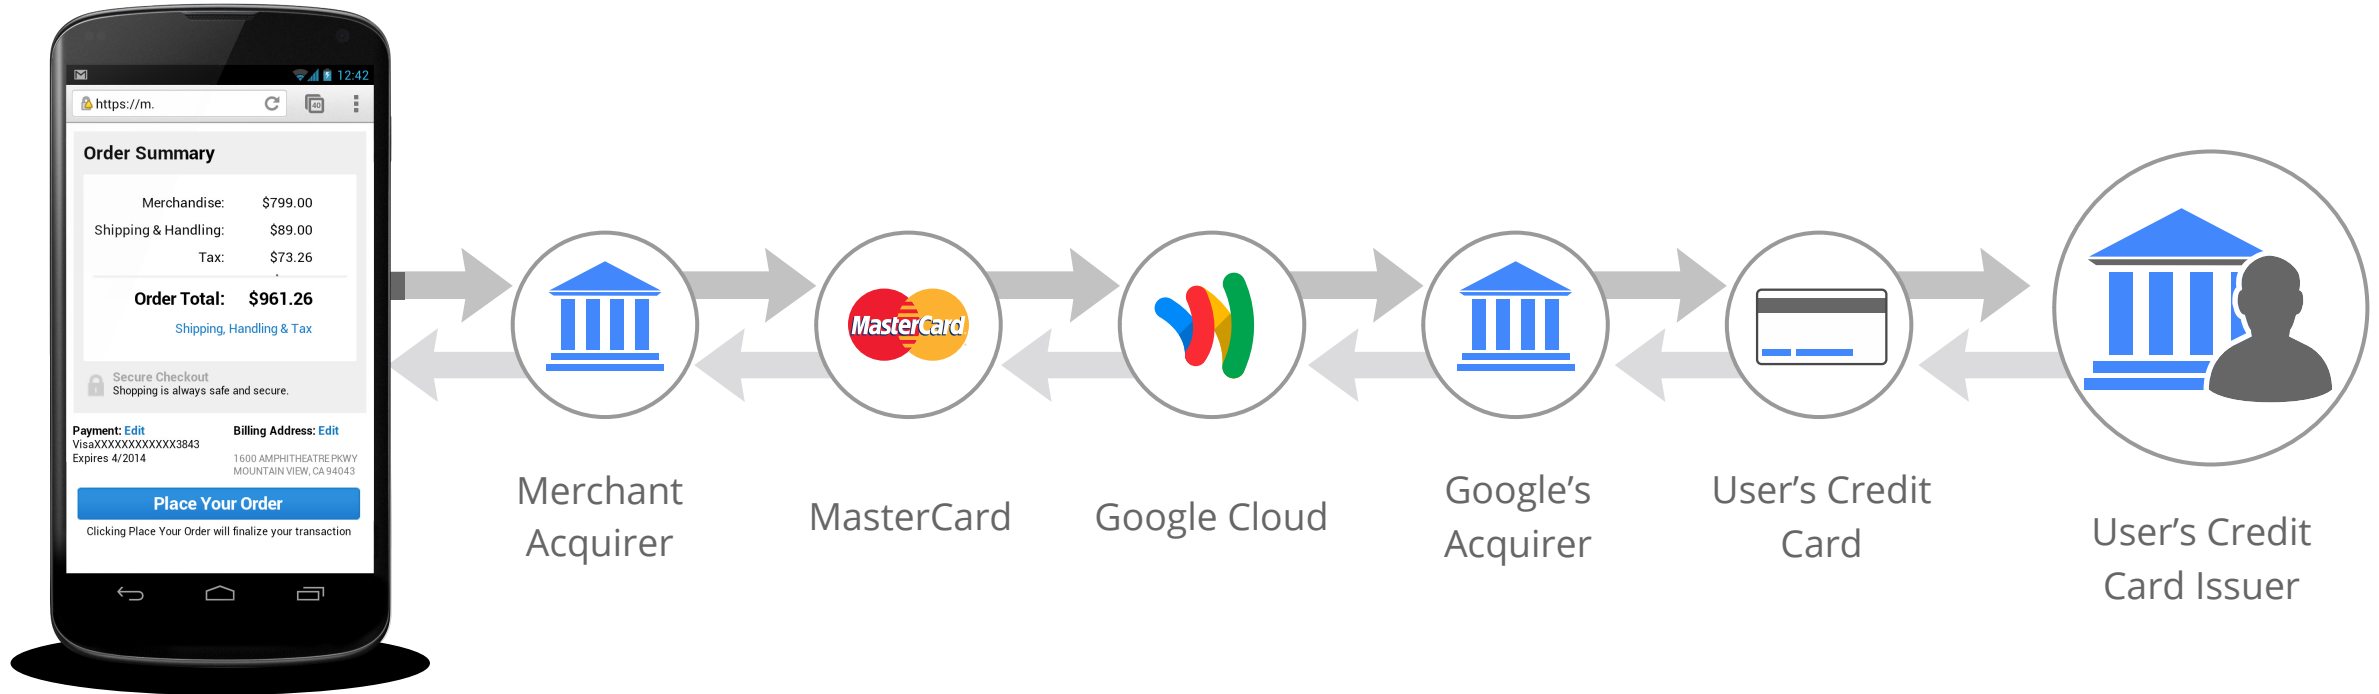 12:42
https://m.
40
Order Summary
Merchandise: $799.00
Shipping & Handling: $89.00
Tax: $73.26
Order Total: $961.26
Shipping, Handling & Tax
Secure Checkout
Shopping is always safe and secure.
Payment: Edit
VisaXXXXXXXXXXXX3843
Expires 4/2014
Billing Address: Edit
1600 AMPHITHEATRE PKWY
MOUNTAIN VIEW, CA 94043
Place Your Order
Clicking Place Your Order will finalize your transaction
Merchant
Acquirer
MasterCard
MasterCard
Google Cloud
Google’s
Acquirer
User’s Credit
Card
User’s Credit
Card Issuer